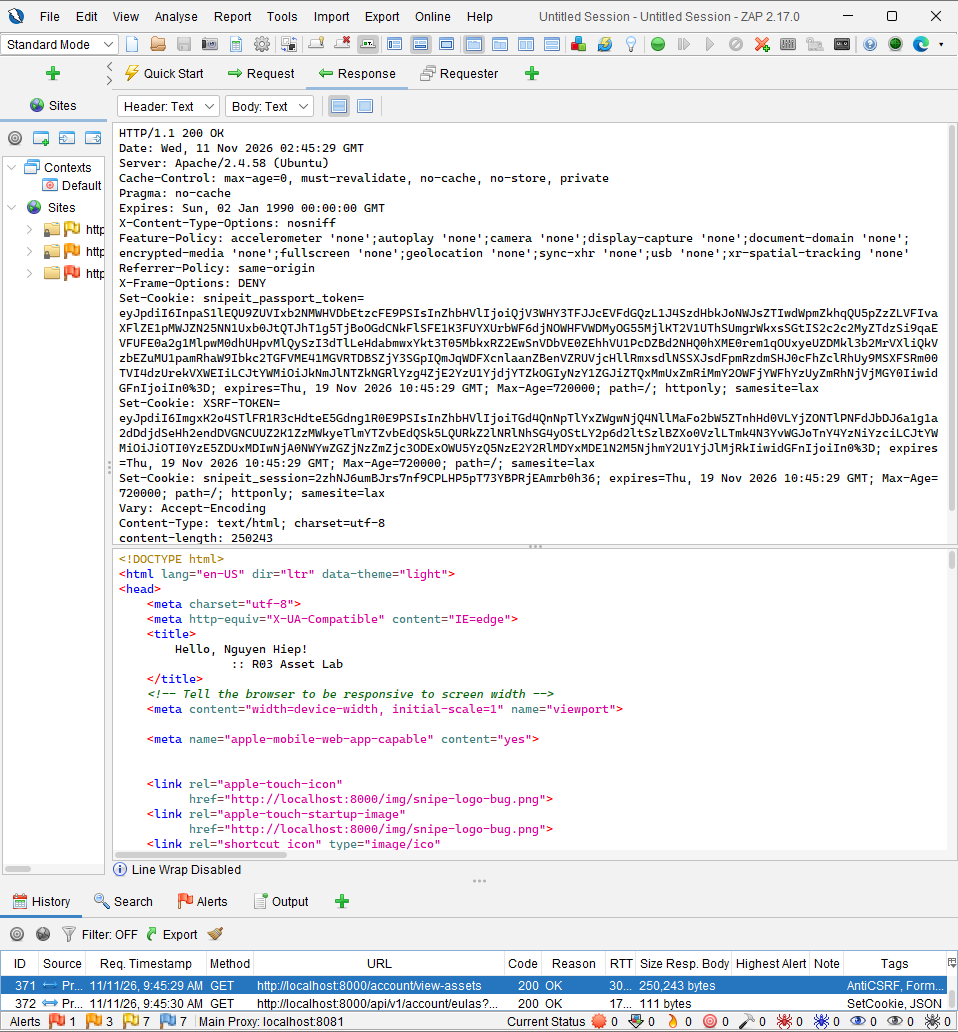 File Edit View Analyse Report Tools Import Export Online Help Untitled Session - Untitled Session - ZAP 2.17.0
Standard Mode
Quick Start Request Response Requester
Sites
Header: Text Body: Text
Contexts
Default
Sites
http
http
http
HTTP/1.1 200 OK
Date: Wed, 11 Nov 2026 02:45:29 GMT
Server: Apache/2.4.58 (Ubuntu)
Cache-Control: max-age=0, must-revalidate, no-cache, no-store, private
Pragma: no-cache
Expires: Sun, 02 Jan 1990 00:00:00 GMT
X-Content-Type-Options: nosniff
Feature-Policy: accelerometer 'none';autoplay 'none';camera 'none';display-capture 'none';document-domain 'none';
encrypted-media 'none';fullscreen 'none';geolocation 'none';sync-xhr 'none';usb 'none';xr-spatial-tracking 'none'
Referrer-Policy: same-origin
X-Frame-Options: DENY
Set-Cookie: snipeit_passport_token=
expires=Thu, 19 Nov 2026 10:45:29 GMT; Max-Age=720000; path=/; httponly; samesite=lax
Set-Cookie: XSRF-TOKEN=
expires
=Thu, 19 Nov 2026 10:45:29 GMT; Max-Age=720000; path=/; samesite=lax
Set-Cookie: snipeit_session=2zhNJ6umBJrs7nf9CPLHP5pT73YBPRjEAmrb0h36; expires=Thu, 19 Nov 2026 10:45:29 GMT; Max-Age=
720000; path=/; httponly; samesite=lax
Vary: Accept-Encoding
Content-Type: text/html; charset=utf-8
content-length: 250243
<!DOCTYPE html>
<html lang="en-US" dir="ltr" data-theme="light">
<head>
<meta charset="utf-8">
<meta http-equiv="X-UA-Compatible" content="IE=edge">
<title>
Hello, Nguyen Hiep!
:: R03 Asset Lab
</title>
<!-- Tell the browser to be responsive to screen width -->
<meta content="width=device-width, initial-scale=1" name="viewport">
<meta name="apple-mobile-web-app-capable" content="yes">
<link rel="apple-touch-icon"
href="http://localhost:8000/img/snipe-logo-bug.png">
<link rel="apple-touch-startup-image"
href="http://localhost:8000/img/snipe-logo-bug.png">
<link rel="shortcut icon" type="image/ico"
Line Wrap Disabled
History Search Alerts Output
Filter: OFF Export
ID Source Req. Timestamp Method URL Code Reason RTT Size Resp. Body Highest Alert Note Tags
371 Pr... 11/11/26, 9:45:29 AM GET http://localhost:8000/account/view-assets 200 OK 30... 250,243 bytes AntiCSRF, Form...
372 Pr... 11/11/26, 9:45:30 AM GET http://localhost:8000/api/v1/account/eulas?... 200 OK 17... 111 bytes SetCookie, JSON
Alerts 1 3 7 7 Main Proxy: localhost:8081 Current Status 0 0 0 0 0 0 0 0 0 0